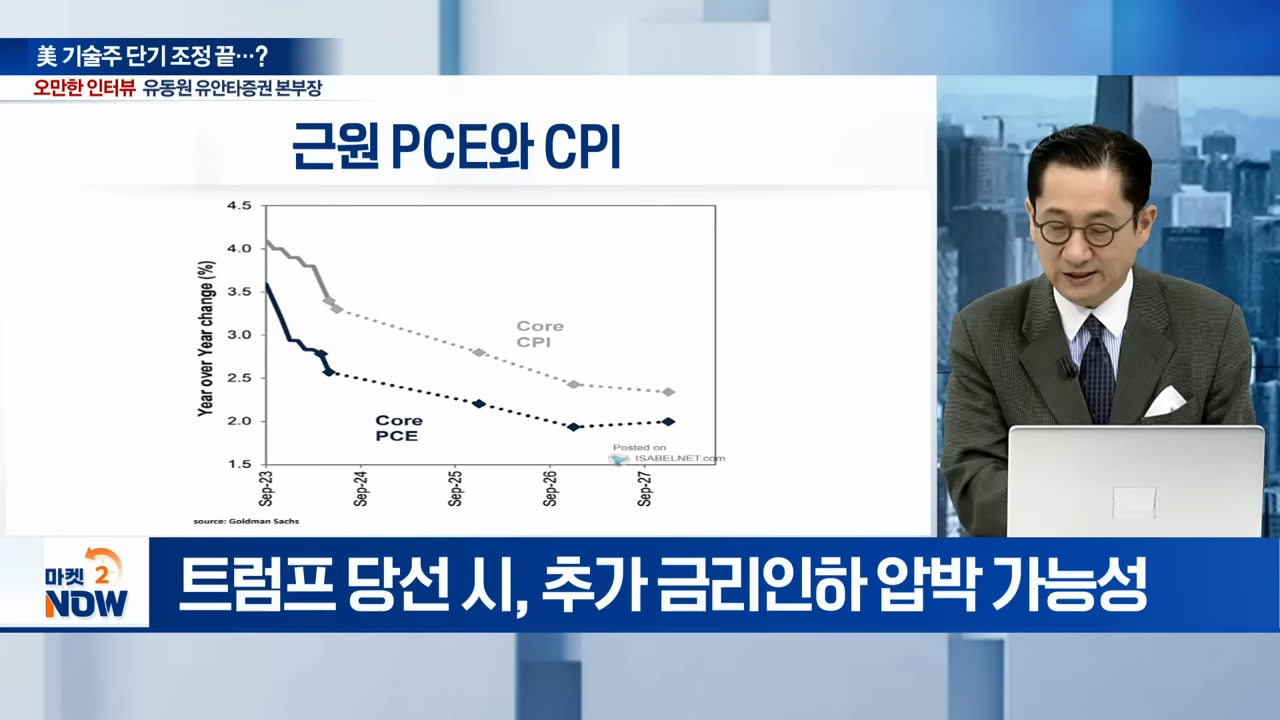 美 기술주 단기 조정 끝…?
오만한 인터뷰 유동원 유안타증권 본부장
근원 PCE와 CPI
Year over Year change (%)
4.5
4.0
3.5
3.0
2.5
2.0
1.5
Core
CPI
Core
PCE
Posted on
ISABELNET.com
Sep-23
Sep-24
Sep-25
Sep-26
Sep-27
source: Goldman Sachs
마켓 2
NOW
트럼프 당선 시, 추가 금리인하 압박 가능성